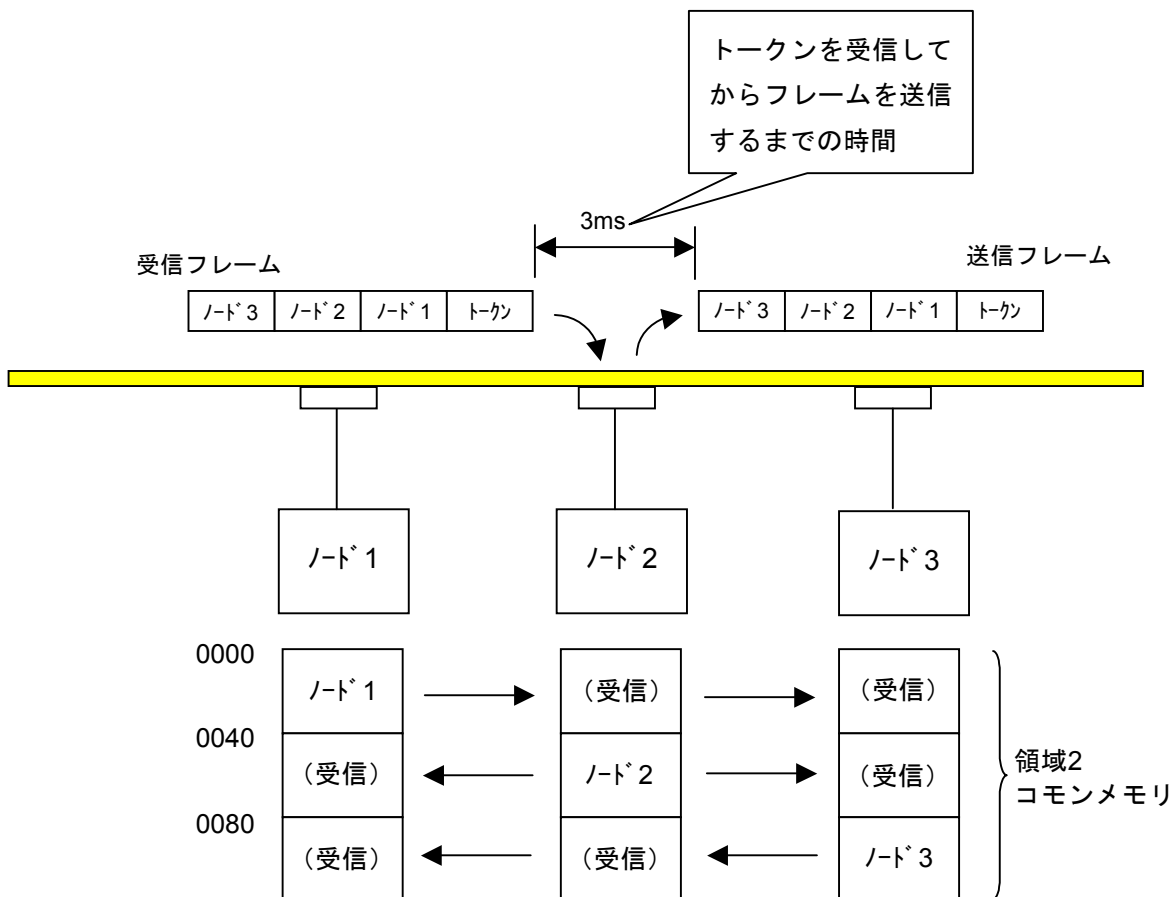 トークンを受信して
からフレームを送信
するまでの時間
3ms
受信フレーム
送信フレーム
ﾉｰﾄﾞ3 ﾉｰﾄﾞ2 ﾉｰﾄﾞ1 ﾄｰｸﾝ
ﾉｰﾄﾞ3 ﾉｰﾄﾞ2 ﾉｰﾄﾞ1 ﾄｰｸﾝ
ﾉｰﾄﾞ1 ﾉｰﾄﾞ2 ﾉｰﾄﾞ3
0000
ﾉｰﾄﾞ1 （受信） （受信）
0040
（受信） ﾉｰﾄﾞ2 （受信）
0080
（受信） （受信） ﾉｰﾄﾞ3
領域2
コモンメモリ